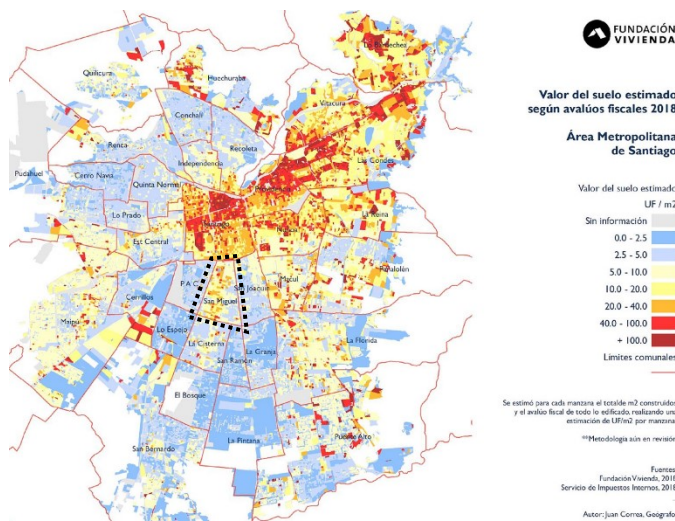 FUNDACIÓN
VIVIENDA
Valor del suelo estimado
según avalúos fiscales 2018
Área Metropolitana
de Santiago
Valor del suelo estimado
UF / m2
Sin información
0.0 - 2.5
2.5 - 5.0
5.0 - 10.0
10.0 - 20.0
20.0 - 40.0
40.0 - 100.0
+ 100.0
Límites comunales
Se estimó para cada manzana el totalde m2 construidos
y el avalúo fiscal de todo lo edificado, realizando una
estimación de UF/m2 por manzana
**Metodología aún en revisión
Fuentes
Fundación Vivienda, 2018
Servicio de Impuestos Internos, 2018
Autor: Juan Correa, Geógrafo
Lo Barnechea
Quilicura
Huechuraba
Vitacura
Conchalí
Renca
Recoleta
Las Condes
Independencia
Pudahuel
Cerro Navia
Quinta Normal
Providencia
Lo Prado
Santiago
La Reina
Ñuñoa
Est Central
Peñalolén
P A C
San Joaquín
Macul
Cerrillos
San Miguel
Maipú
Lo Espejo
La Cisterna
La Granja
La Florida
San Ramón
El Bosque
La Pintana
Puente Alto
San Bernardo